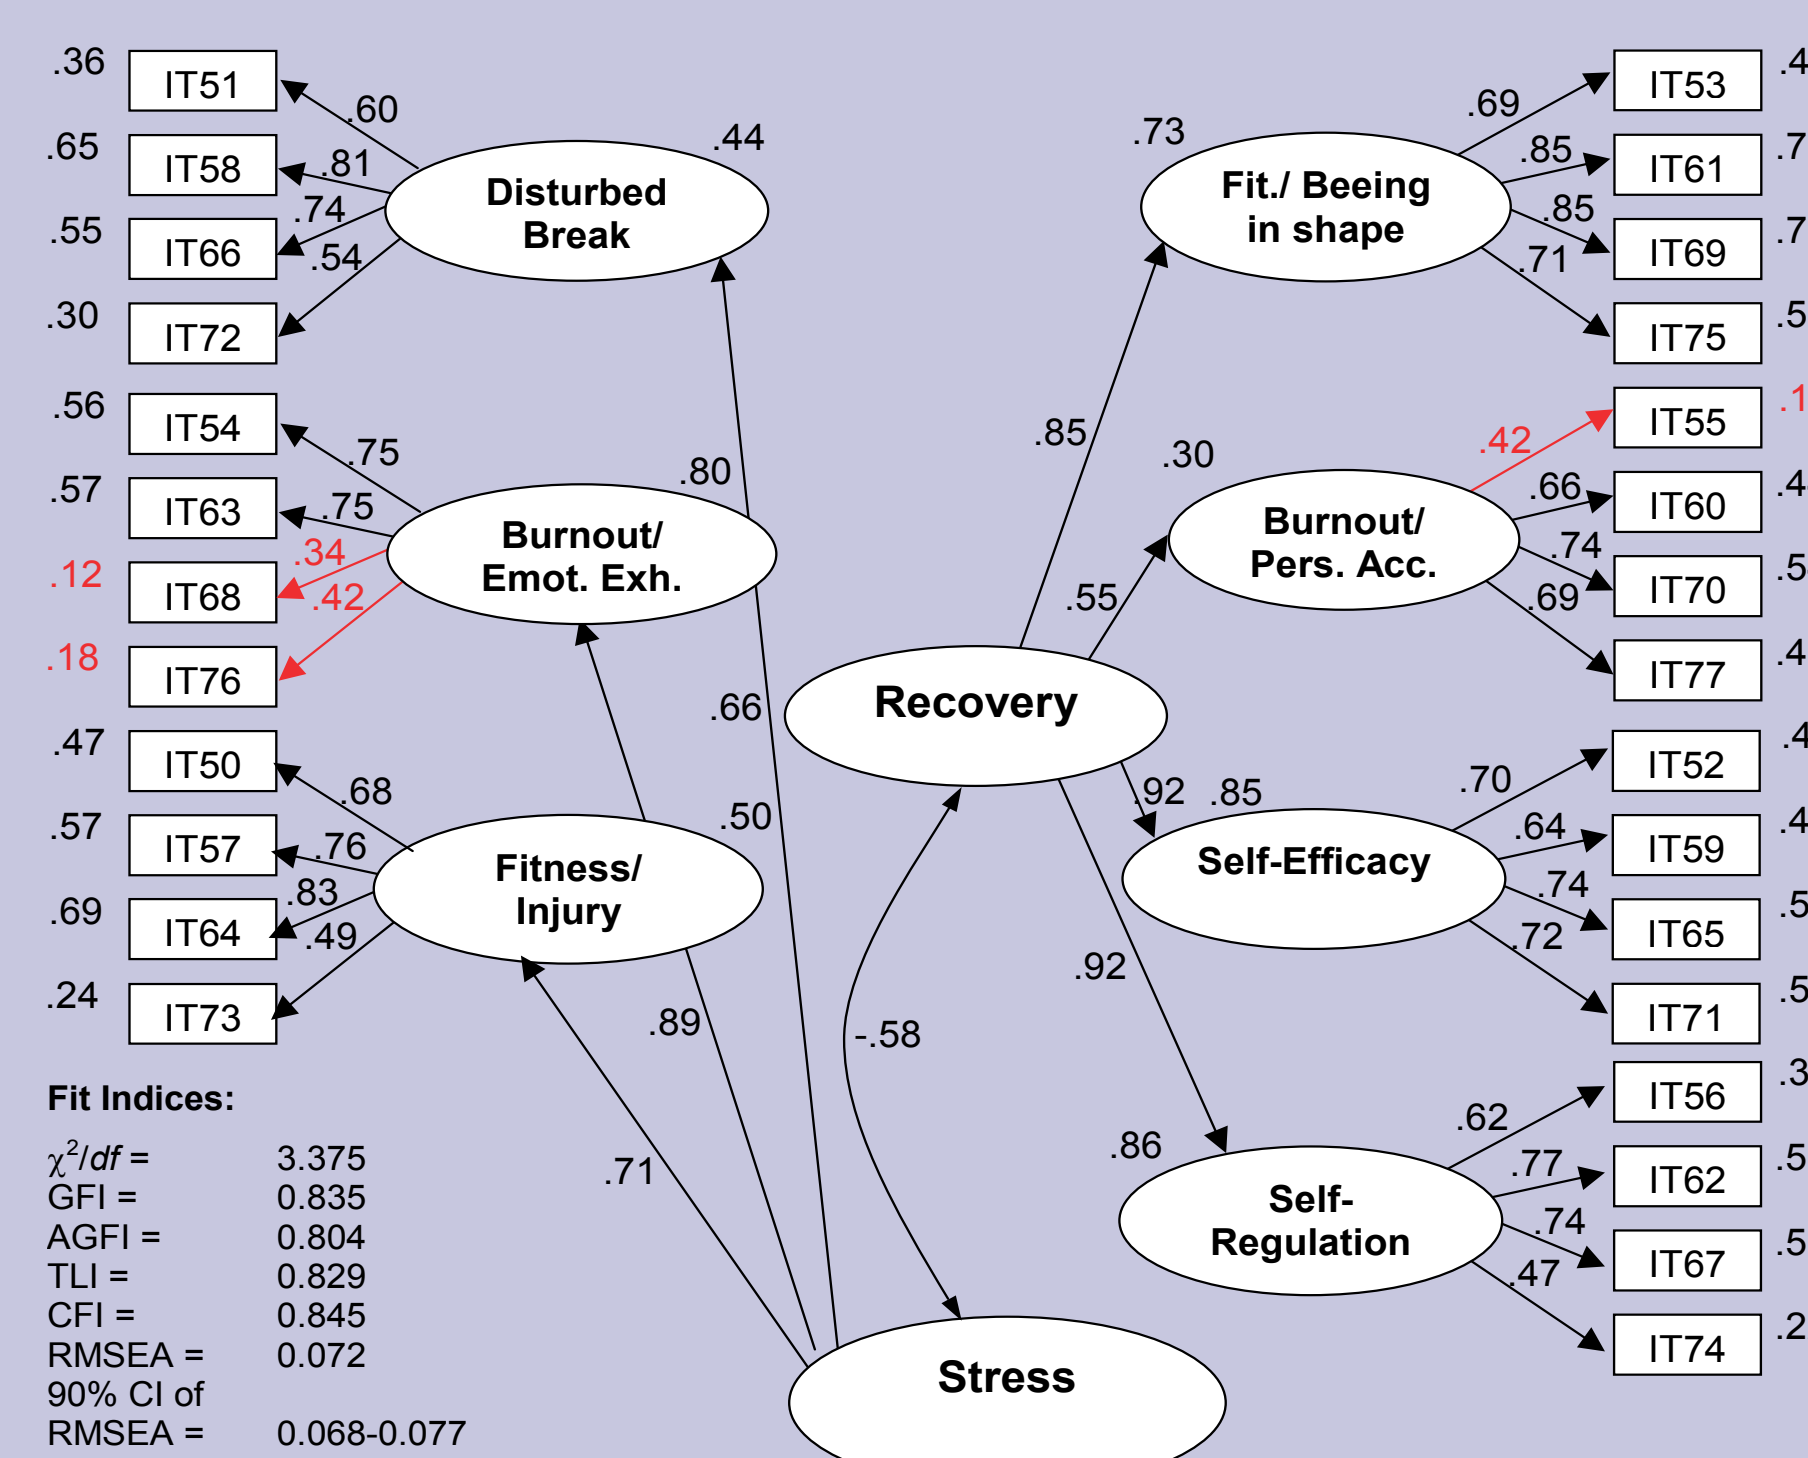 .36 IT51 .60
.65 IT58 .81
.55 IT66 .74
.30 IT72 .54
Disturbed
Break
.44
.56 IT54 .75
.57 IT63 .75
.12 IT68 .34
.18 IT76 .42
Burnout/
Emot. Exh.
.80
.47 IT50 .68
.57 IT57 .76
.69 IT64 .83
.24 IT73 .49
Fitness/
Injury
.50
.66
.89
.71
-.58
Recovery
Stress
.85
.55
.92
.92
.73
Fit./ Beeing
in shape
.69 IT53
.85 IT61
.85 IT69
.71 IT75
.30
Burnout/
Pers. Acc.
.42 IT55
.66 IT60
.74 IT70
.69 IT77
.85
Self-Efficacy
.70 IT52
.64 IT59
.74 IT65
.72 IT71
.86
Self-
Regulation
.62 IT56
.77 IT62
.74 IT67
.47 IT74
Fit Indices:
χ²/df = 3.375
GFI = 0.835
AGFI = 0.804
TLI = 0.829
CFI = 0.845
RMSEA = 0.072
90% CI of
RMSEA = 0.068-0.077